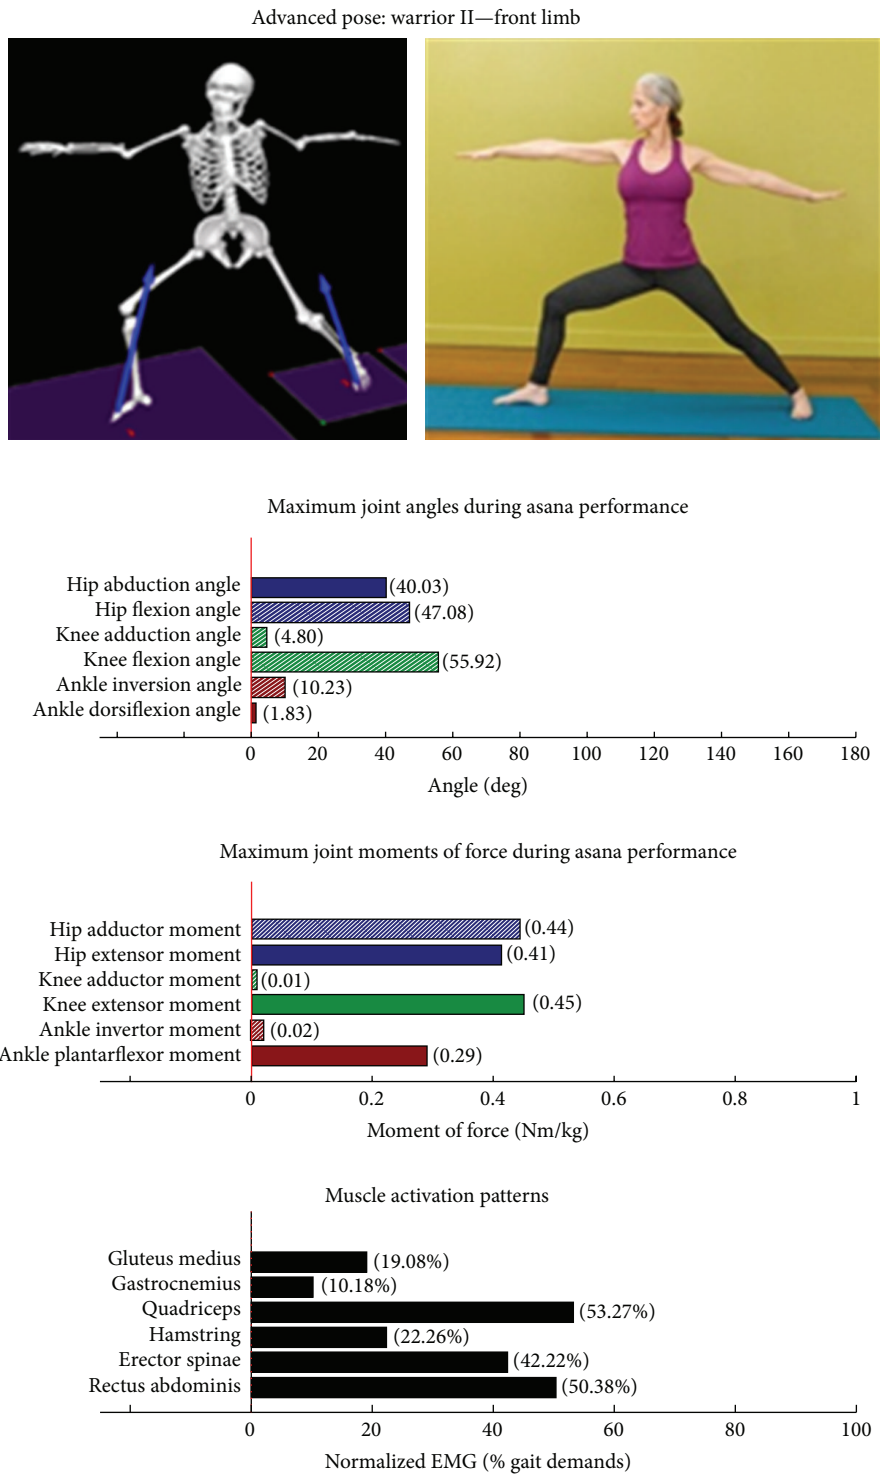 Advanced pose: warrior II—front limb
Maximum joint angles during asana performance
Hip abduction angle (40.03)
Hip flexion angle (47.08)
Knee adduction angle (4.80)
Knee flexion angle (55.92)
Ankle inversion angle (10.23)
Ankle dorsiflexion angle (1.83)
0 20 40 60 80 100 120 140 160 180
Angle (deg)
Maximum joint moments of force during asana performance
Hip adductor moment (0.44)
Hip extensor moment (0.41)
Knee adductor moment (0.01)
Knee extensor moment (0.45)
Ankle invertor moment (0.02)
Ankle plantarflexor moment (0.29)
0 0.2 0.4 0.6 0.8 1
Moment of force (Nm/kg)
Muscle activation patterns
Gluteus medius (19.08%)
Gastrocnemius (10.18%)
Quadriceps (53.27%)
Hamstring (22.26%)
Erector spinae (42.22%)
Rectus abdominis (50.38%)
0 20 40 60 80 100
Normalized EMG (% gait demands)